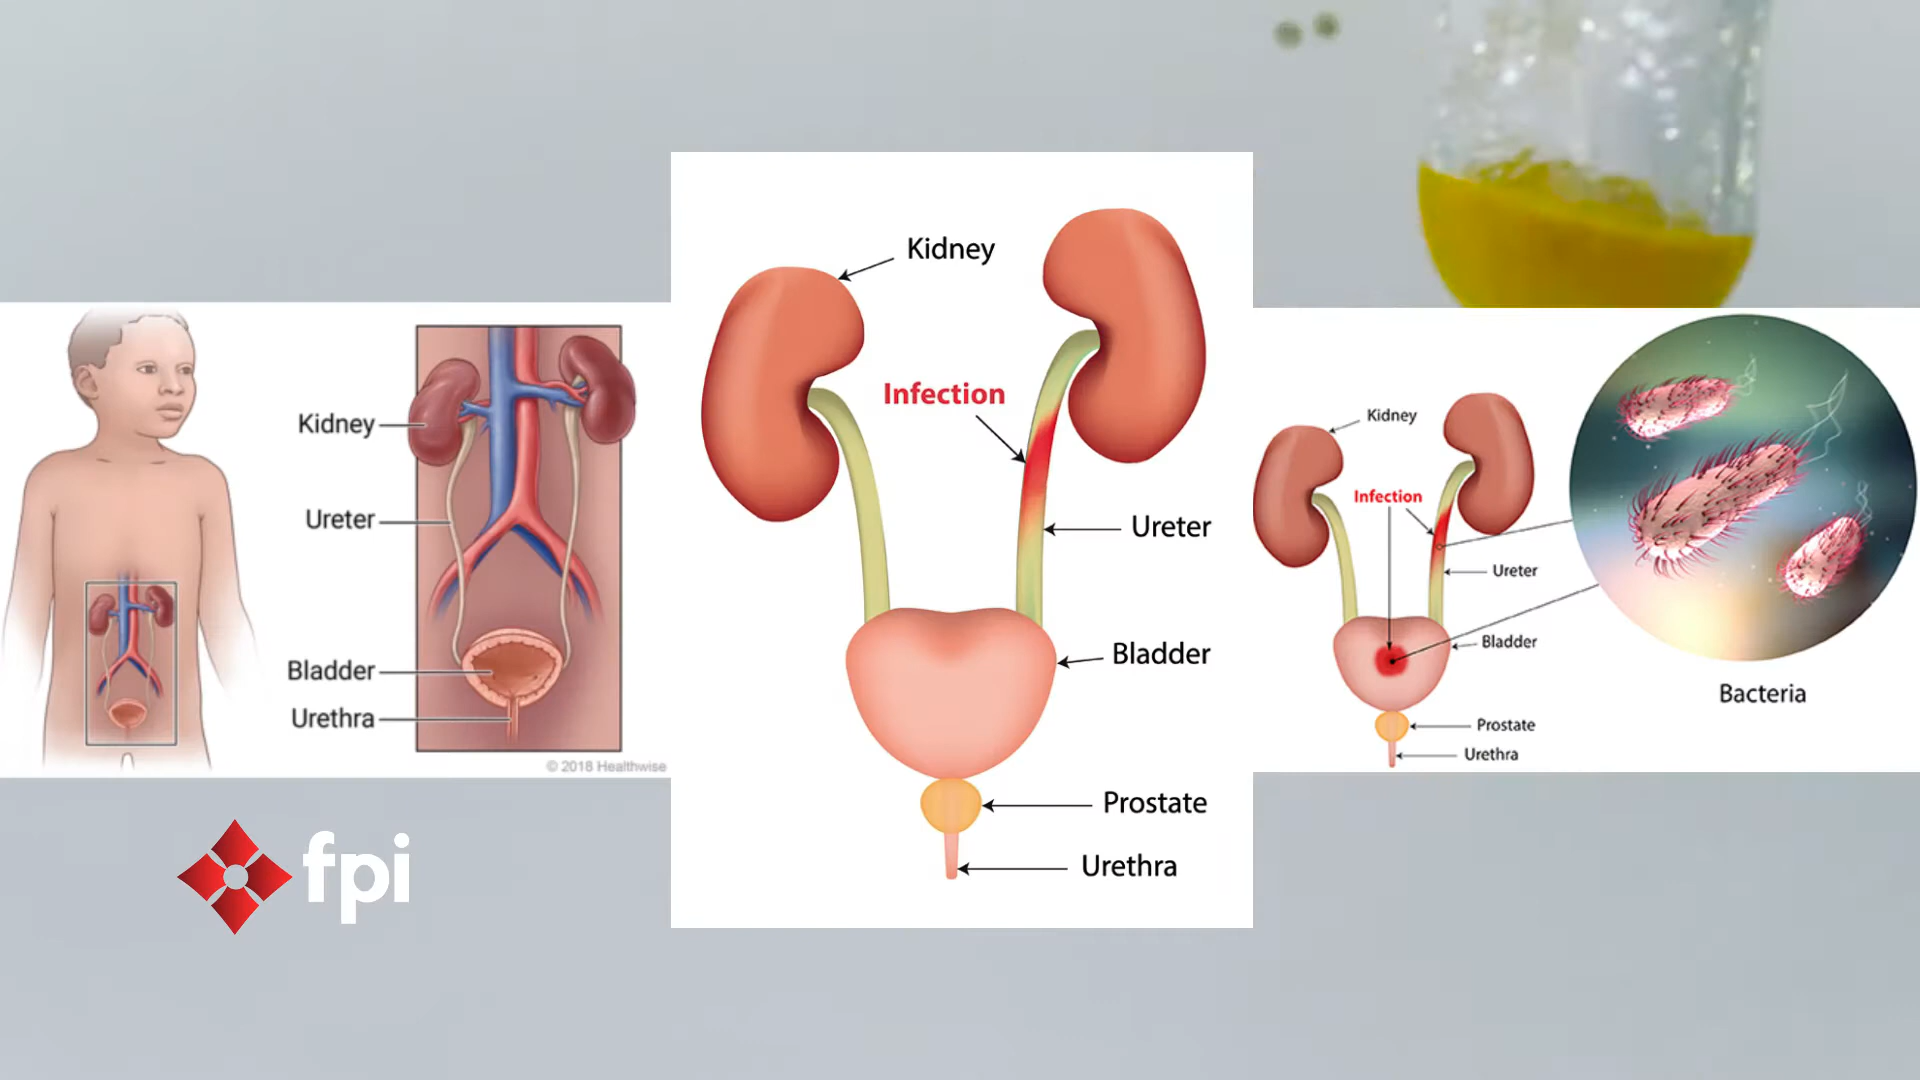 Kidney
Ureter
Bladder
Urethra
© 2018 Healthwise
fpi
Kidney
Infection
Ureter
Bladder
Prostate
Urethra
Kidney
Infection
Ureter
Bladder
Prostate
Urethra
Bacteria